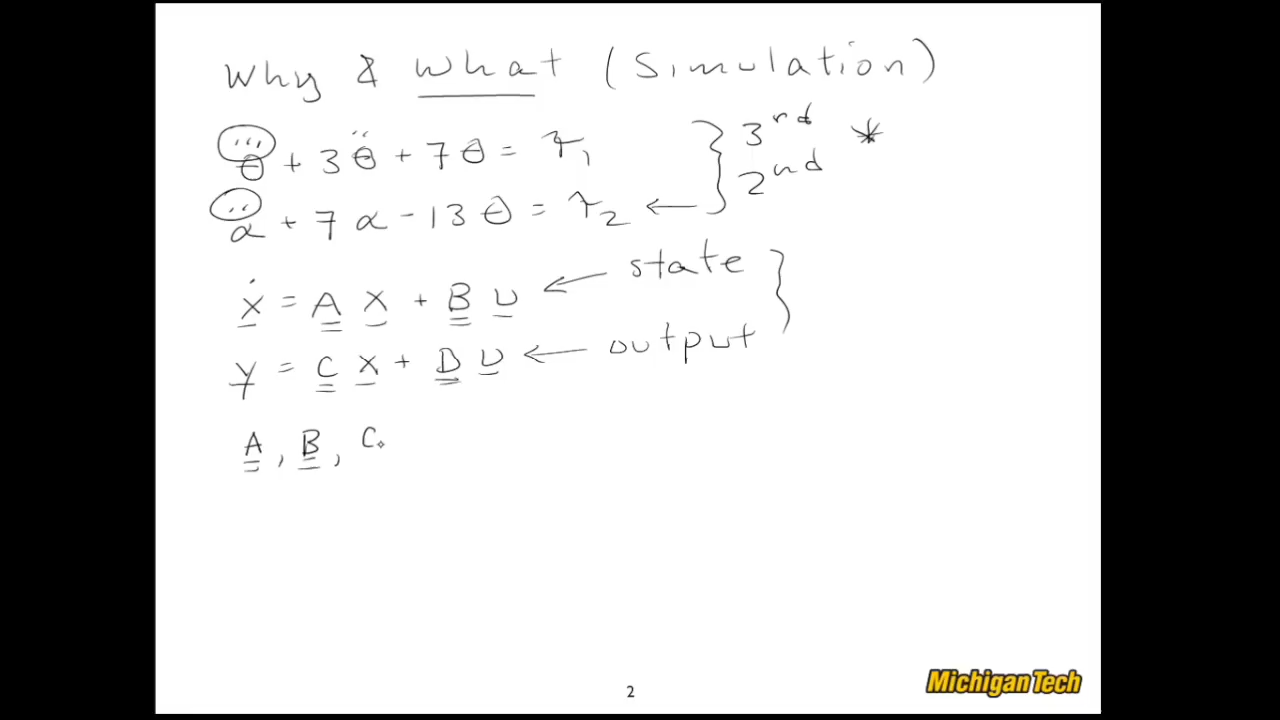 Why & What (Simulation)
θ⃛ + 3θ̈ + 7θ = τ₁ } 3rd *
α̈ + 7α - 13θ = τ₂ ← 2nd
ẋ = A x + B u ← state }
y = C x + D u ← output
A, B, C
2
Michigan Tech